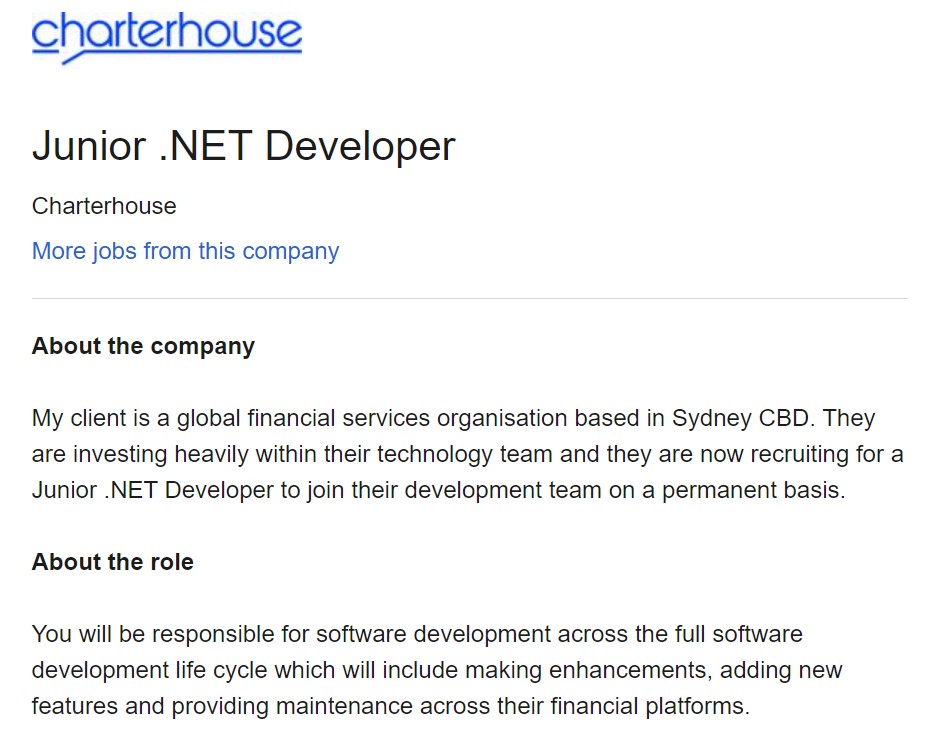 charterhouse
Junior .NET Developer
Charterhouse
More jobs from this company
About the company
My client is a global financial services organisation based in Sydney CBD. They
are investing heavily within their technology team and they are now recruiting for a
Junior .NET Developer to join their development team on a permanent basis.
About the role
You will be responsible for software development across the full software
development life cycle which will include making enhancements, adding new
features and providing maintenance across their financial platforms.